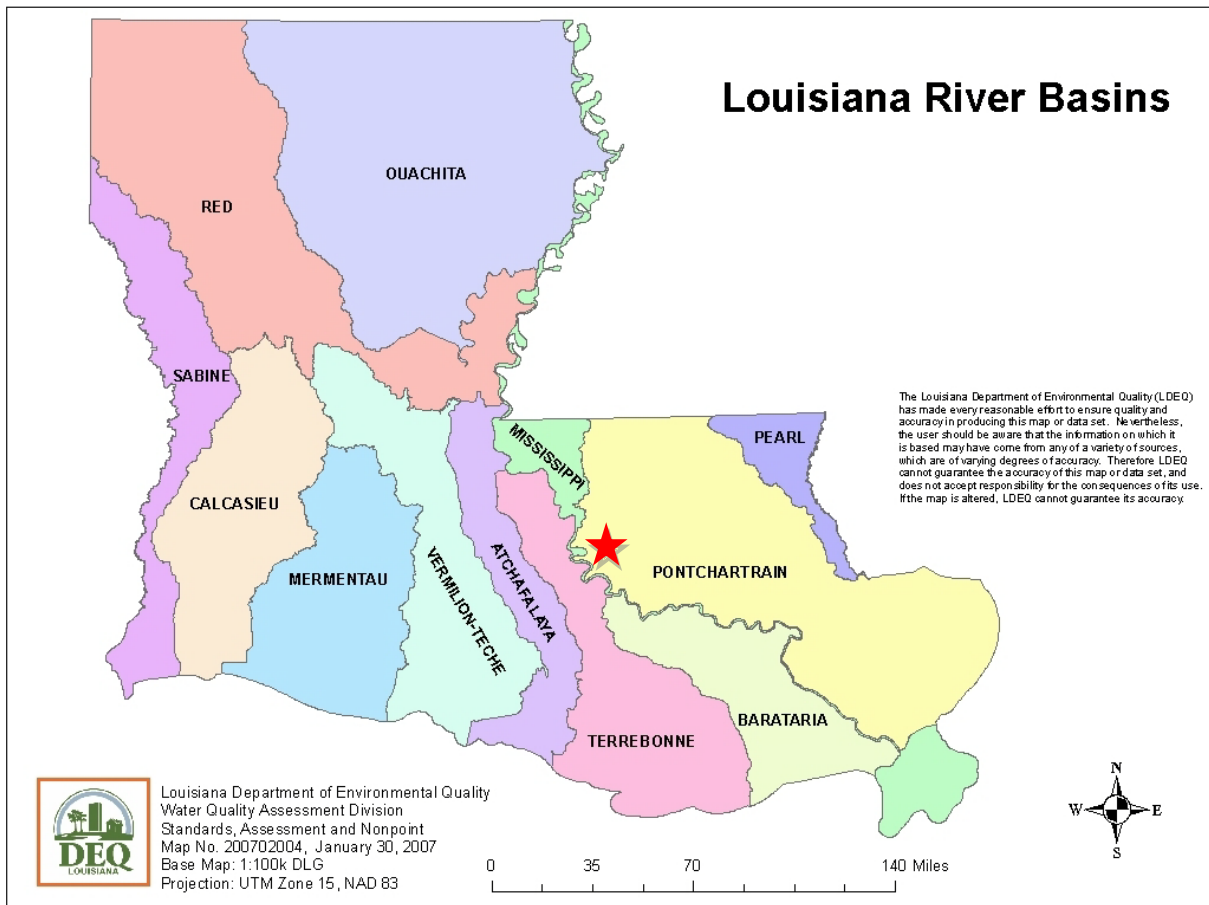 Louisiana River Basins
OUACHITA
RED
SABINE
The Louisiana Department of Environmental Quality (LDEQ)
has made every reasonable effort to ensure quality and
accuracy in producing this map or data set. Nevertheless,
the user should be aware that the information on which it
is based may have come from any of a variety of sources,
which are of varying degrees of accuracy. Therefore LDEQ
cannot guarantee the accuracy of this map or data set, and
does not accept responsibility for the consequences of its use.
If the map is altered, LDEQ cannot guarantee its accuracy.
MISSISSIPPI
PEARL
CALCASIEU
ATCHAFALAYA
MERMENTAU
VERMILION-TECHE
PONTCHARTRAIN
BARATARIA
TERREBONNE
DEQ
LOUISIANA
Louisiana Department of Environmental Quality
Water Quality Assessment Division
Standards, Assessment and Nonpoint
Map No. 200702004, January 30, 2007
Base Map: 1:100k DLG
Projection: UTM Zone 15, NAD 83
0 35 70 140 Miles
N
W E
S